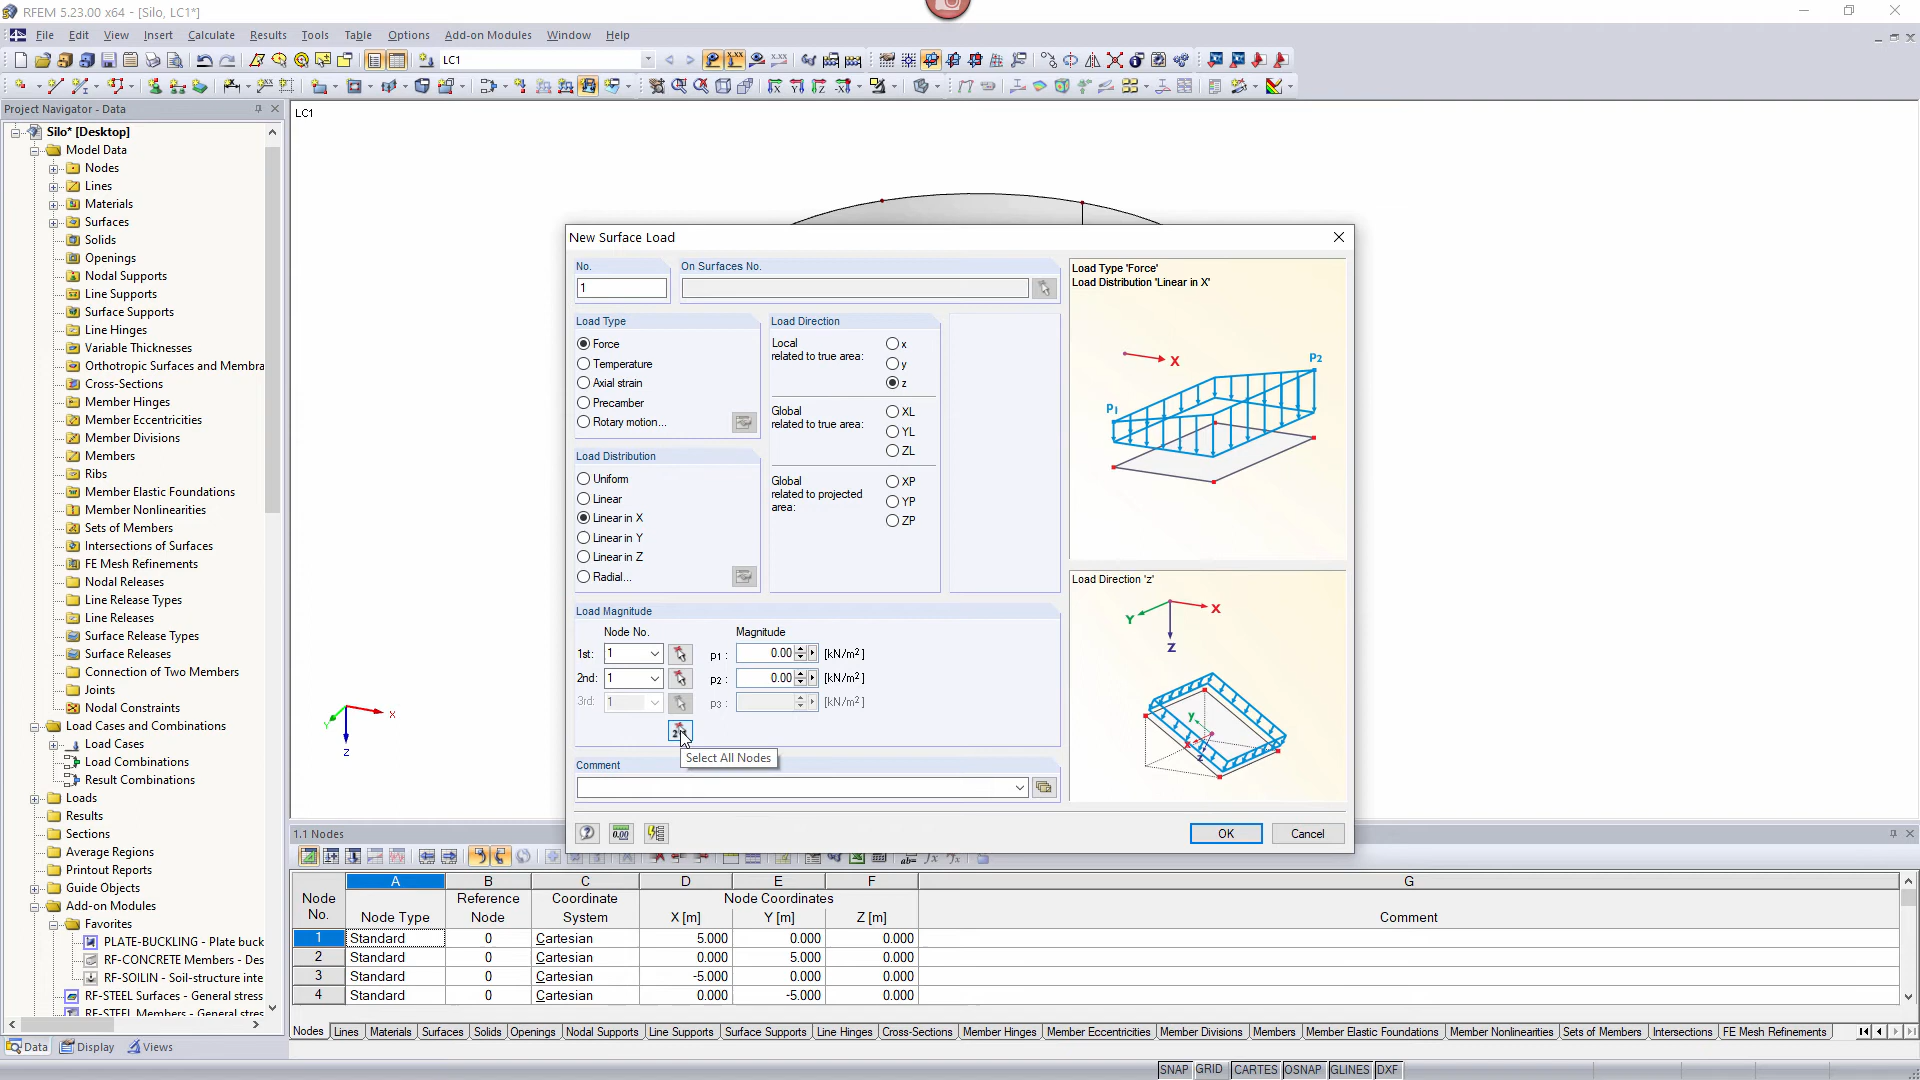 RFEM 5.23.00 x64 - [Silo, LC1*]
File Edit View Insert Calculate Results Tools Table Options Add-on Modules Window Help
LC1
Project Navigator - Data
LC1
Silo* [Desktop]
Model Data
Nodes
Lines
Materials
Surfaces
Solids
Openings
Nodal Supports
Line Supports
Surface Supports
Line Hinges
Variable Thicknesses
Orthotropic Surfaces and Membra
Cross-Sections
Member Hinges
Member Eccentricities
Member Divisions
Members
Ribs
Member Elastic Foundations
Member Nonlinearities
Sets of Members
Intersections of Surfaces
FE Mesh Refinements
Nodal Releases
Line Release Types
Line Releases
Surface Release Types
Surface Releases
Connection of Two Members
Joints
Nodal Constraints
Load Cases and Combinations
Load Cases
Load Combinations
Result Combinations
Loads
Results
Sections
Average Regions
Printout Reports
Guide Objects
Add-on Modules
Favorites
PLATE-BUCKLING - Plate buck
RF-CONCRETE Members - Des
RF-SOILIN - Soil-structure inte
RF-STEEL Surfaces - General stress
RF-STEEL Members - General stres
Data Display Views
X
Y
Z
New Surface Load
No.
1
On Surfaces No.
Load Type
Force
Temperature
Axial strain
Precamber
Rotary motion...
Load Distribution
Uniform
Linear
Linear in X
Linear in Y
Linear in Z
Radial...
Load Direction
Local
related to true area:
x
y
z
Global
related to true area:
XL
YL
ZL
Global
related to projected
area:
XP
YP
ZP
Load Magnitude
Node No. Magnitude
1st: 1 p1 : 0.00 [kN/m2]
2nd: 1 p2 : 0.00 [kN/m2]
3rd: 1 p3 : [kN/m2]
Select All Nodes
Comment
Load Type 'Force'
Load Distribution 'Linear in X'
X
P2
P1
Load Direction 'z'
Y
X
Z
y
x
z
0.00
OK Cancel
1.1 Nodes
A B C D E F G
Node
No.
Node Type
Reference
Node
Coordinate
System
Node Coordinates
X [m] Y [m] Z [m]
Comment
1 Standard 0 Cartesian 5.000 0.000 0.000
2 Standard 0 Cartesian 0.000 5.000 0.000
3 Standard 0 Cartesian -5.000 0.000 0.000
4 Standard 0 Cartesian 0.000 -5.000 0.000
Nodes Lines Materials Surfaces Solids Openings Nodal Supports Line Supports Surface Supports Line Hinges Cross-Sections Member Hinges Member Eccentricities Member Divisions Members Member Elastic Foundations Member Nonlinearities Sets of Members Intersections FE Mesh Refinements
SNAP GRID CARTES OSNAP GLINES DXF